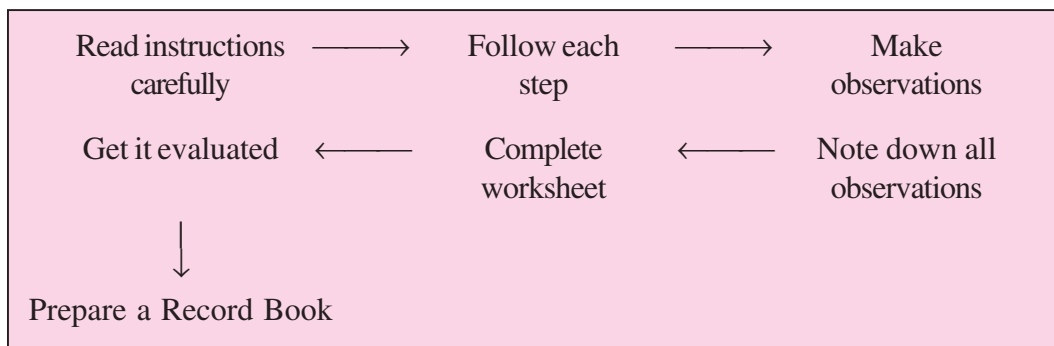 Read instructions
carefully
Follow each
step
Make
observations
Note down all
observations
Complete
worksheet
Get it evaluated
Prepare a Record Book